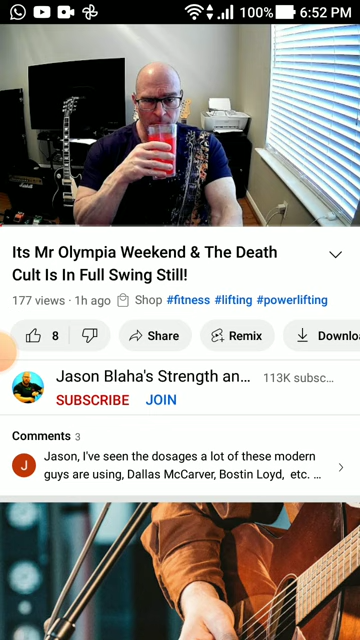 100% 6:52 PM
Its Mr Olympia Weekend & The Death
Cult Is In Full Swing Still!
177 views · 1h ago Shop #fitness #lifting #powerlifting
8 Share Remix Downlo
Jason Blaha's Strength an... 113K subsc...
SUBSCRIBE JOIN
Comments 3
J Jason, I've seen the dosages a lot of these modern
guys are using, Dallas McCarver, Bostin Loyd, etc. ...